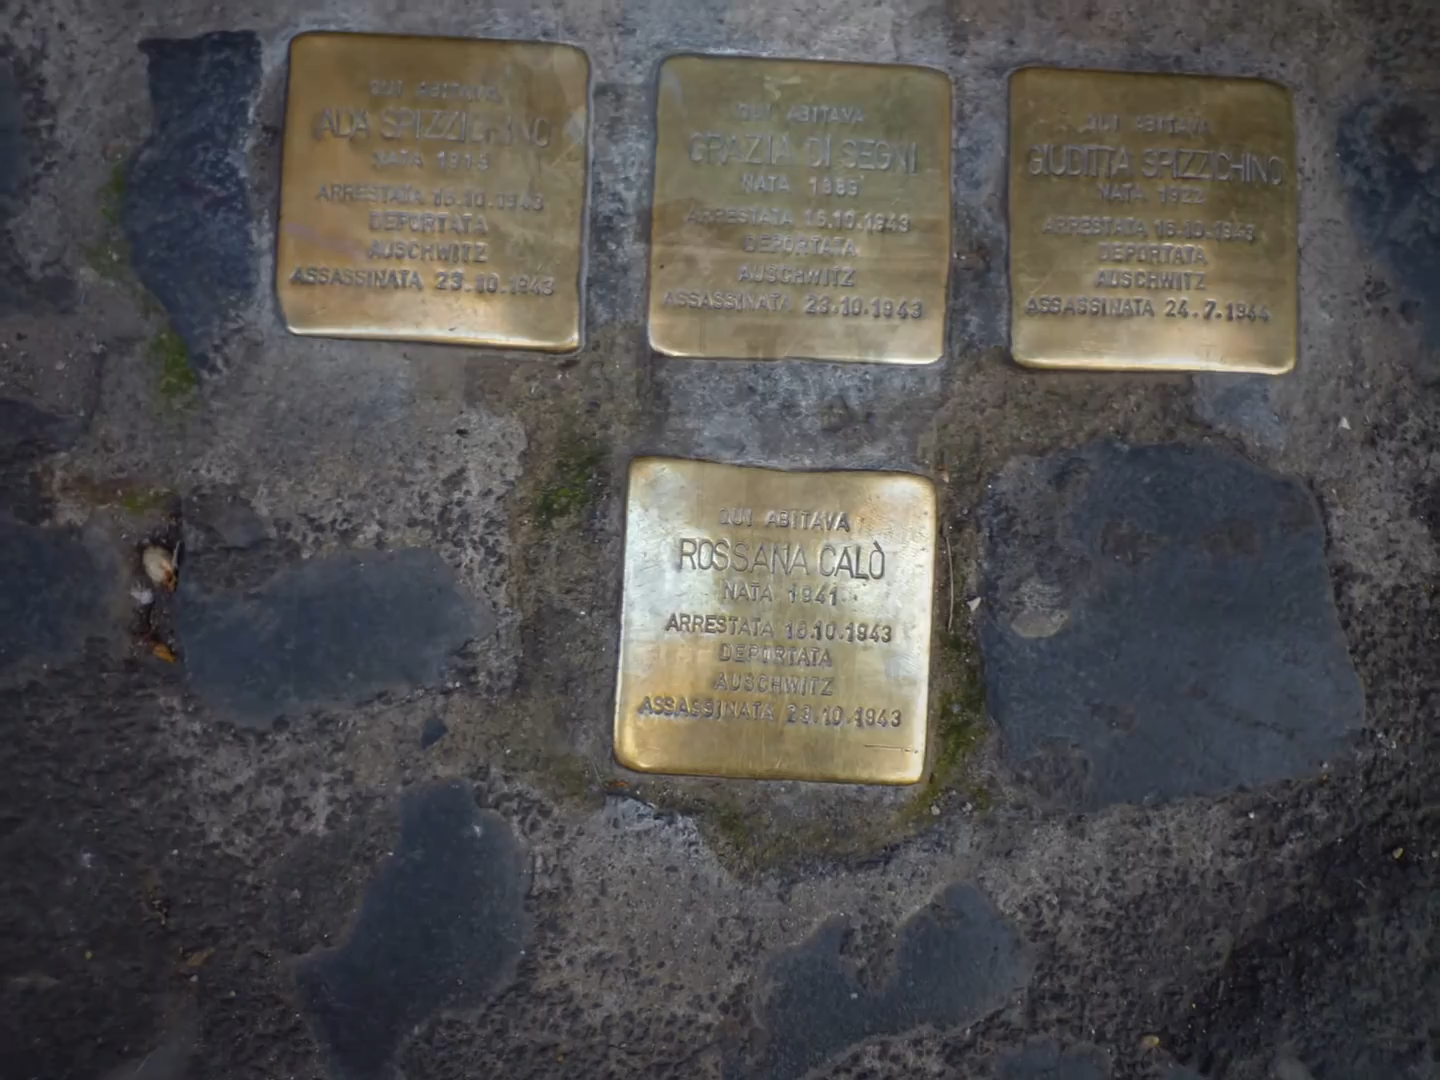 QUI ABITAVA
ADA SPIZZICHINO
NATA 1915
ARRESTATA 16.10.1943
DEPORTATA
AUSCHWITZ
ASSASSINATA 23.10.1943
QUI ABITAVA
GRAZIA DI SEGNI
NATA 1889
ARRESTATA 16.10.1943
DEPORTATA
AUSCHWITZ
ASSASSINATA 23.10.1943
QUI ABITAVA
GIUDITTA SPIZZICHINO
NATA 1922
ARRESTATA 16.10.1943
DEPORTATA
AUSCHWITZ
ASSASSINATA 24.7.1944
QUI ABITAVA
ROSSANA CALÒ
NATA 1941
ARRESTATA 16.10.1943
DEPORTATA
AUSCHWITZ
ASSASSINATA 23.10.1943